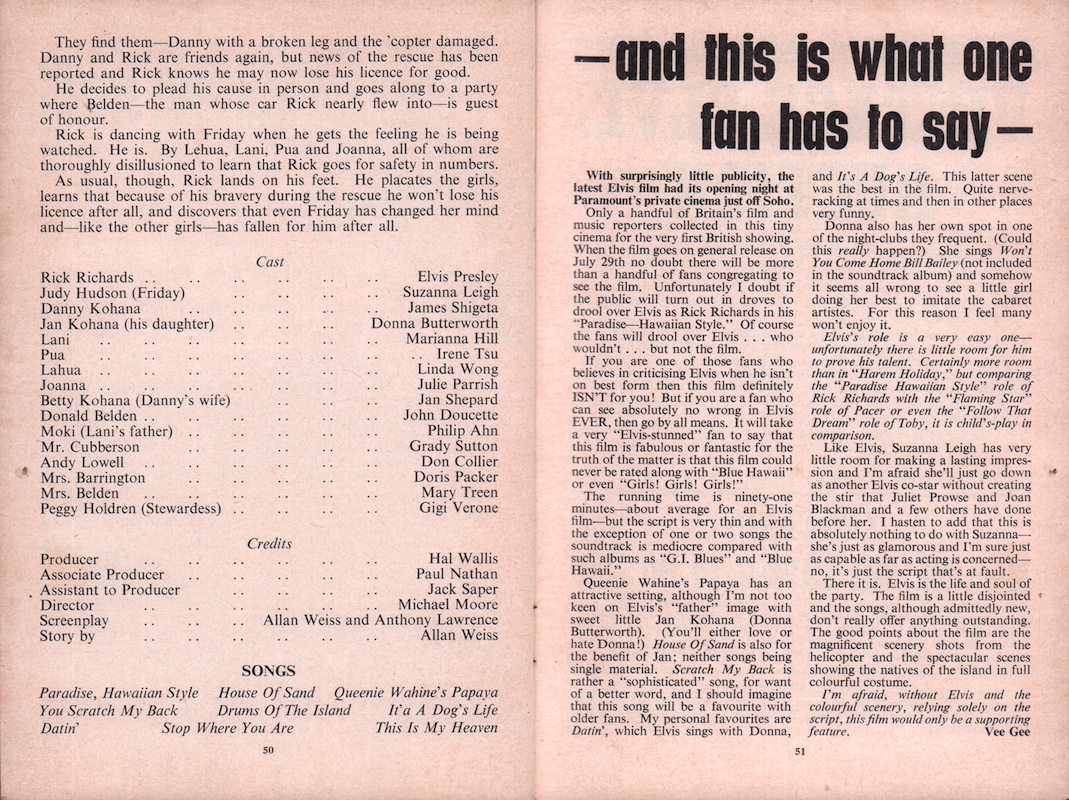 They find them—Danny with a broken leg and the 'copter damaged.
Danny and Rick are friends again, but news of the rescue has been
reported and Rick knows he may now lose his licence for good.
He decides to plead his cause in person and goes along to a party
where Belden—the man whose car Rick nearly flew into—is guest
of honour.
Rick is dancing with Friday when he gets the feeling he is being
watched. He is. By Lehua, Lani, Pua and Joanna, all of whom are
thoroughly disillusioned to learn that Rick goes for safety in numbers.
As usual, though, Rick lands on his feet. He placates the girls,
learns that because of his bravery during the rescue he won't lose his
licence after all, and discovers that even Friday has changed her mind
and—like the other girls—has fallen for him after all.
Cast
Rick Richards .. .. .. .. .. Elvis Presley
Judy Hudson (Friday) .. .. .. .. Suzanna Leigh
Danny Kohana .. .. .. .. James Shigeta
Jan Kohana (his daughter) .. .. .. Donna Butterworth
Lani .. .. .. .. .. .. Marianna Hill
Pua .. .. .. .. .. .. .. Irene Tsu
Lahua .. .. .. .. .. .. Linda Wong
Joanna .. .. .. .. .. Julie Parrish
Betty Kohana (Danny's wife) .. .. .. .. Jan Shepard
Donald Belden .. .. .. .. .. John Doucette
Moki (Lani's father) .. .. .. .. .. Philip Ahn
Mr. Cubberson .. .. .. .. .. Grady Sutton
Andy Lowell .. .. .. .. .. Don Collier
Mrs. Barrington .. .. .. .. .. Doris Packer
Mrs. Belden .. .. .. .. .. Mary Treen
Peggy Holdren (Stewardess) .. .. .. .. Gigi Verone
Credits
Producer .. .. .. .. .. Hal Wallis
Associate Producer .. .. .. .. .. Paul Nathan
Assistant to Producer .. .. .. .. Jack Saper
Director .. .. .. .. .. Michael Moore
Screenplay .. .. .. Allan Weiss and Anthony Lawrence
Story by .. .. .. .. .. Allan Weiss
SONGS
Paradise, Hawaiian Style House Of Sand Queenie Wahine's Papaya
You Scratch My Back Drums Of The Island It'a A Dog's Life
Datin' Stop Where You Are This Is My Heaven
50
—and this is what one
fan has to say—
With surprisingly little publicity, the
latest Elvis film had its opening night at
Paramount's private cinema just off Soho.
Only a handful of Britain's film and
music reporters collected in this tiny
cinema for the very first British showing.
When the film goes on general release on
July 29th no doubt there will be more
than a handful of fans congregating to
see the film. Unfortunately I doubt if
the public will turn out in droves to
drool over Elvis as Rick Richards in his
"Paradise—Hawaiian Style." Of course
the fans will drool over Elvis . . . who
wouldn't . . . but not the film.
If you are one of those fans who
believes in criticising Elvis when he isn't
on best form then this film definitely
ISN'T for you! But if you are a fan who
can see absolutely no wrong in Elvis
EVER, then go by all means. It will take
a very "Elvis-stunned" fan to say that
this film is fabulous or fantastic for the
truth of the matter is that this film could
never be rated along with "Blue Hawaii"
or even "Girls! Girls! Girls!"
The running time is ninety-one
minutes—about average for an Elvis
film—but the script is very thin and with
the exception of one or two songs the
soundtrack is mediocre compared with
such albums as "G.I. Blues" and "Blue
Hawaii."
Queenie Wahine's Papaya has an
attractive setting, although I'm not too
keen on Elvis's "father" image with
sweet little Jan Kohana (Donna
Butterworth). (You'll either love or
hate Donna!) House Of Sand is also for
the benefit of Jan; neither songs being
single material. Scratch My Back is
rather a "sophisticated" song, for want
of a better word, and I should imagine
that this song will be a favourite with
older fans. My personal favourites are
Datin', which Elvis sings with Donna,
and It's A Dog's Life. This latter scene
was the best in the film. Quite nerve-
racking at times and then in other places
very funny.
Donna also has her own spot in one
of the night-clubs they frequent. (Could
this really happen?) She sings Won't
You Come Home Bill Bailey (not included
in the soundtrack album) and somehow
it seems all wrong to see a little girl
doing her best to imitate the cabaret
artistes. For this reason I feel many
won't enjoy it.
Elvis's role is a very easy one—
unfortunately there is little room for him
to prove his talent. Certainly more room
than in "Harem Holiday," but comparing
the "Paradise Hawaiian Style" role of
Rick Richards with the "Flaming Star"
role of Pacer or even the "Follow That
Dream" role of Toby, it is child's-play in
comparison.
Like Elvis, Suzanna Leigh has very
little room for making a lasting impres-
sion and I'm afraid she'll just go down
as another Elvis co-star without creating
the stir that Juliet Prowse and Joan
Blackman and a few others have done
before her. I hasten to add that this is
absolutely nothing to do with Suzanna—
she's just as glamorous and I'm sure just
as capable as far as acting is concerned—
no, it's just the script that's at fault.
There it is. Elvis is the life and soul of
the party. The film is a little disjointed
and the songs, although admittedly new,
don't really offer anything outstanding.
The good points about the film are the
magnificent scenery shots from the
helicopter and the spectacular scenes
showing the natives of the island in full
colourful costume.
I'm afraid, without Elvis and the
colourful scenery, relying solely on the
script, this film would only be a supporting
feature. Vee Gee
51